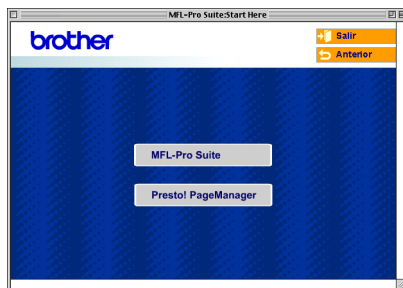 MFL-Pro Suite:Start Here
brother
Salir
Anterior
MFL-Pro Suite
Presto! PageManager